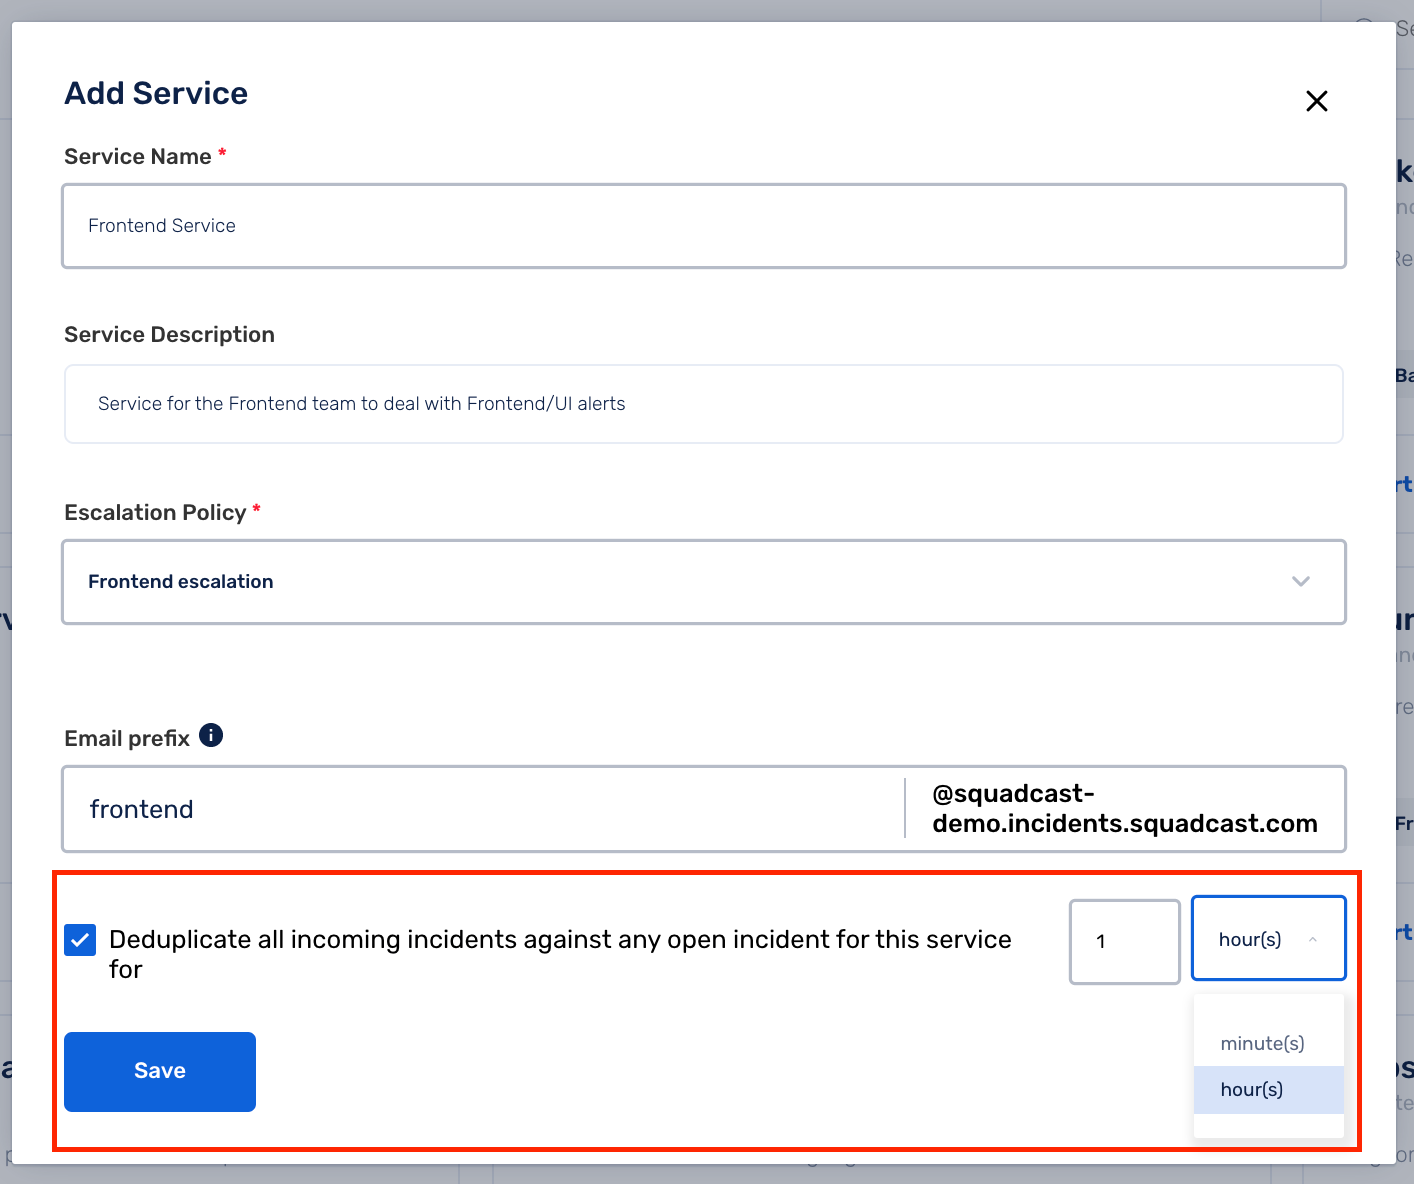 Add Service
Service Name *
Frontend Service
Service Description
Service for the Frontend team to deal with Frontend/UI alerts
Escalation Policy *
Frontend escalation
Email prefix i
frontend
@squadcast-
demo.incidents.squadcast.com
Deduplicate all incoming incidents against any open incident for this service
for
1
hour(s)
minute(s)
hour(s)
Save